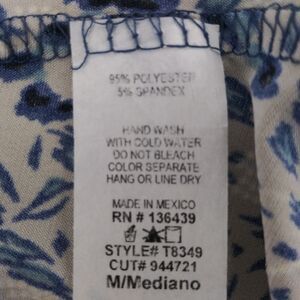 95% POLYESTER
5% SPANDEX
HAND WASH
WITH COLD WATER
DO NOT BLEACH
COLOR SEPARATE
HANG OR LINE DRY
MADE IN MEXICO
RN # 136439
STYLE# T8349
CUT# 944721
M/Mediano